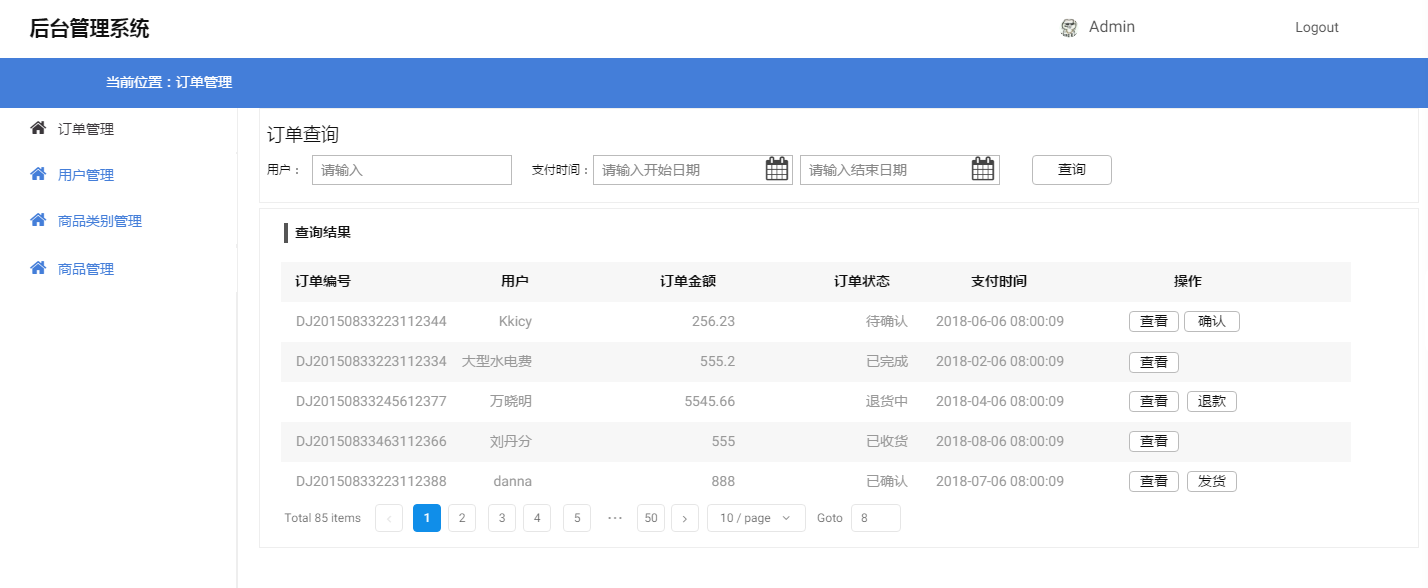 后台管理系统 Admin Logout
当前位置：订单管理
订单管理
用户管理
商品类别管理
商品管理
订单查询
用户： 请输入 支付时间： 请输入开始日期 请输入结束日期 查询
查询结果
订单编号 用户 订单金额 订单状态 支付时间 操作
DJ20150833223112344 Kkicy 256.23 待确认 2018-06-06 08:00:09 查看 确认
DJ20150833223112334 大型水电费 555.2 已完成 2018-02-06 08:00:09 查看
DJ20150833245612377 万晓明 5545.66 退货中 2018-04-06 08:00:09 查看 退款
DJ20150833463112366 刘丹分 555 已收货 2018-08-06 08:00:09 查看
DJ20150833223112388 danna 888 已确认 2018-07-06 08:00:09 查看 发货
Total 85 items < 1 2 3 4 5 ··· 50 > 10 / page Goto 8